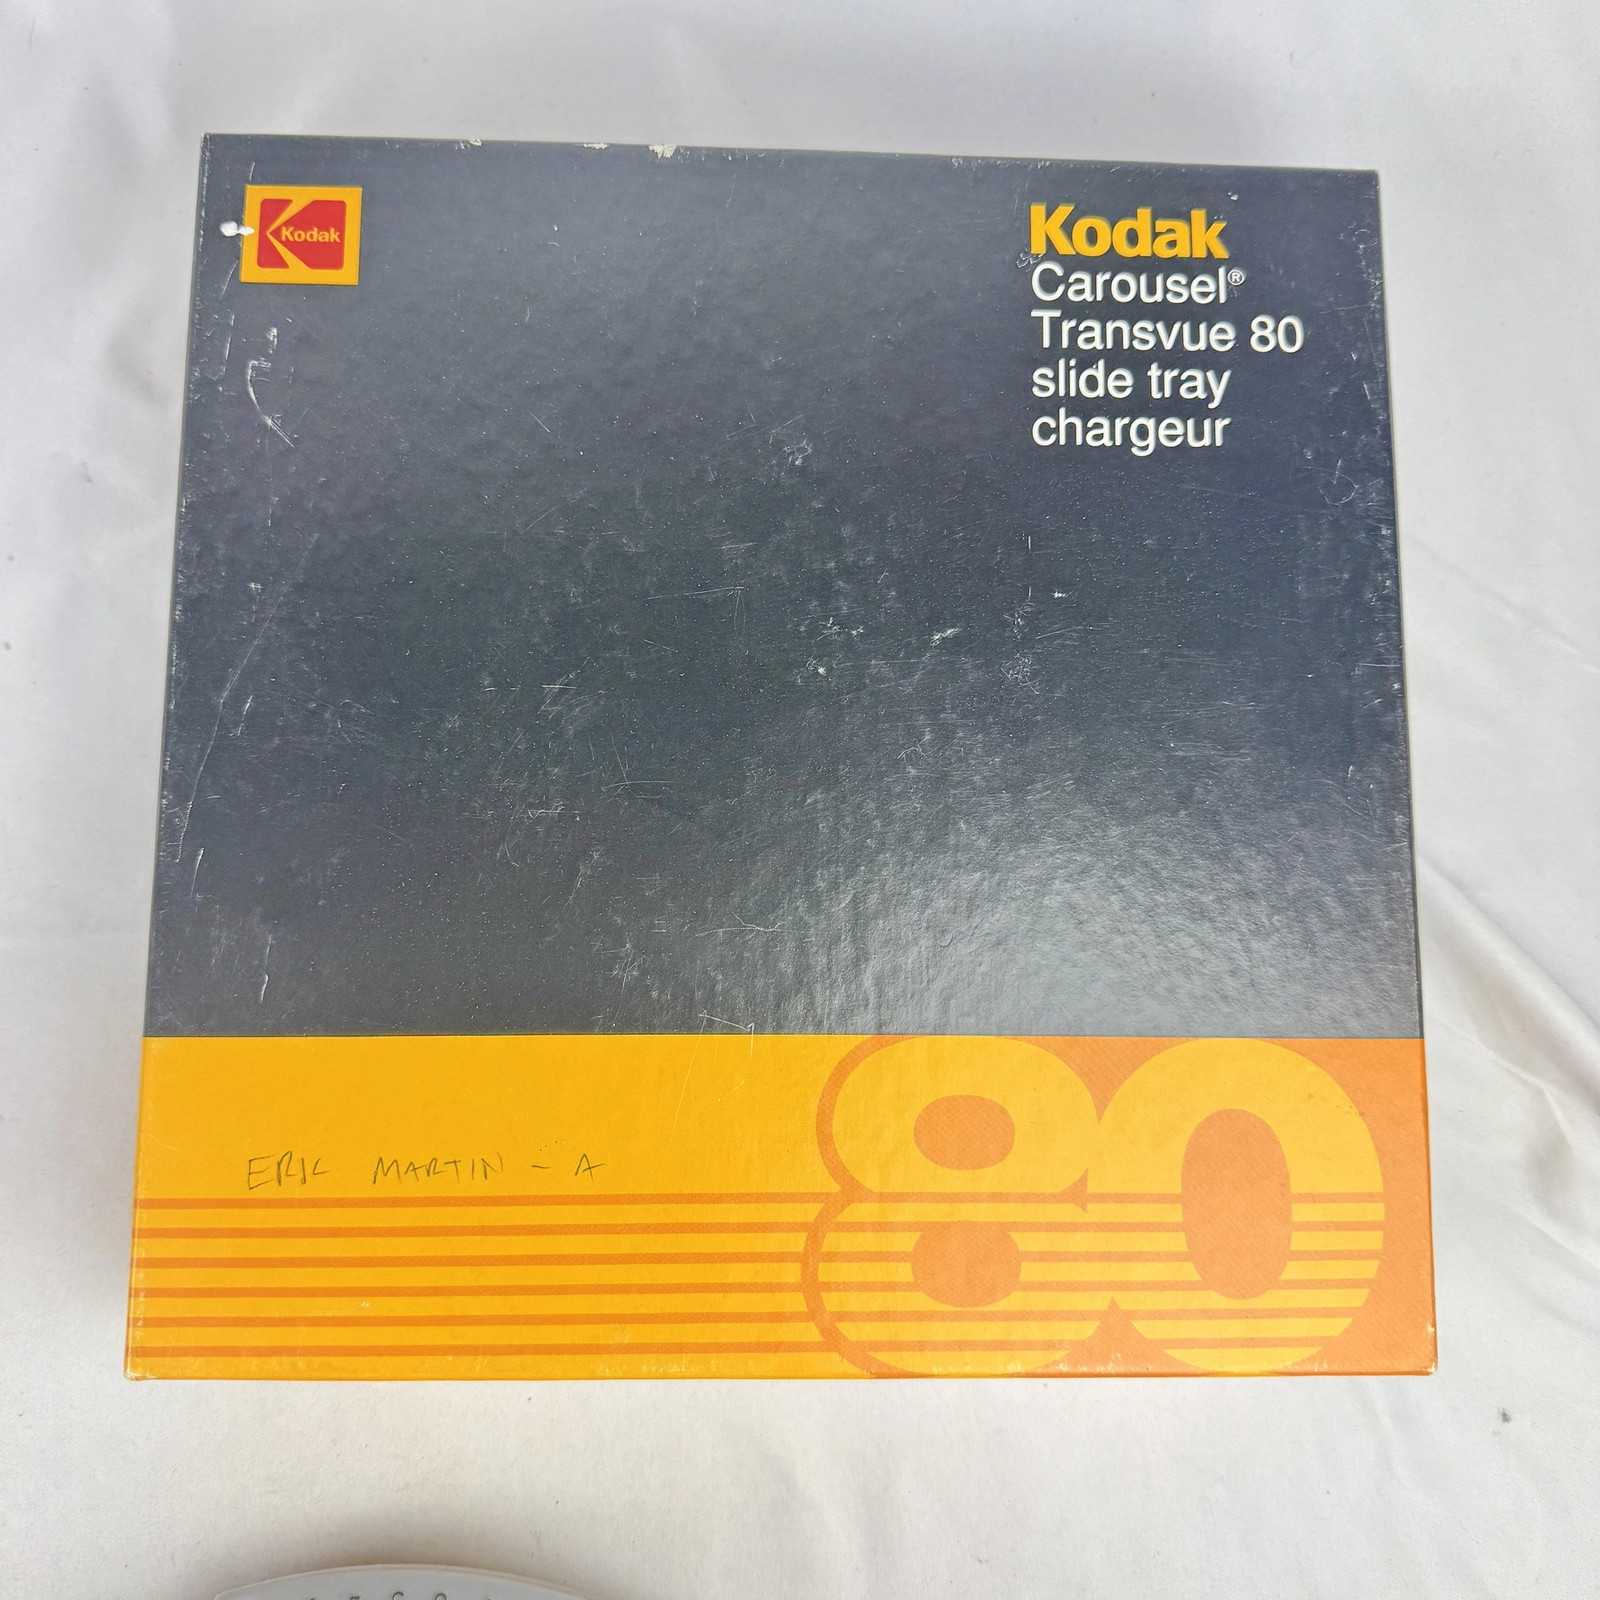 Kodak
Kodak
Carousel®
Transvue 80
slide tray
chargeur
ERIC MARTIN - A
80